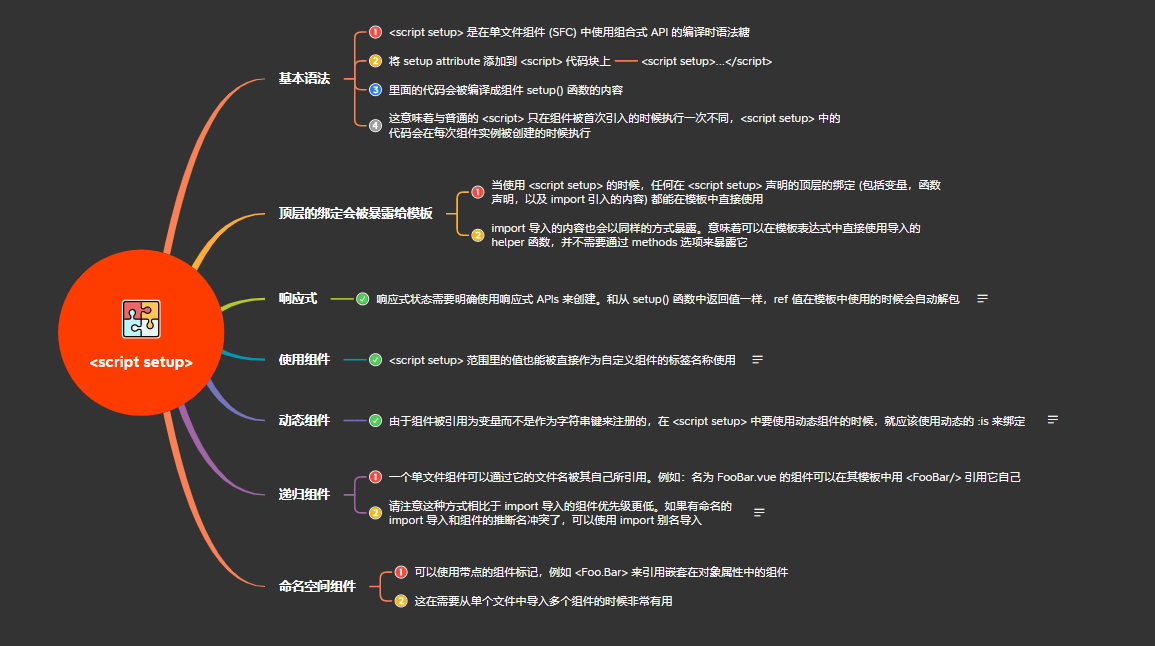 <script setup>
基本语法
1 <script setup> 是在单文件组件 (SFC) 中使用组合式 API 的编译时语法糖
2 将 setup attribute 添加到 <script> 代码块上 <script setup>...</script>
3 里面的代码会被编译成组件 setup() 函数的内容
4 这意味着与普通的 <script> 只在组件被首次引入的时候执行一次不同，<script setup> 中的
代码会在每次组件实例被创建的时候执行
顶层的绑定会被暴露给模板
1 当使用 <script setup> 的时候，任何在 <script setup> 声明的顶层的绑定 (包括变量，函数
声明，以及 import 引入的内容) 都能在模板中直接使用
2 import 导入的内容也会以同样的方式暴露。意味着可以在模板表达式中直接使用导入的
helper 函数，并不需要通过 methods 选项来暴露它
响应式
响应式状态需要明确使用响应式 APIs 来创建。和从 setup() 函数中返回值一样，ref 值在模板中使用的时候会自动解包
使用组件
<script setup> 范围里的值也能被直接作为自定义组件的标签名称使用
动态组件
由于组件被引用为变量而不是作为字符串键来注册的，在 <script setup> 中要使用动态组件的时候，就应该使用动态的 :is 来绑定
递归组件
1 一个单文件组件可以通过它的文件名被其自己所引用。例如：名为 FooBar.vue 的组件可以在其模板中用 <FooBar/> 引用它自己
2 请注意这种方式相比于 import 导入的组件优先级更低。如果有命名的
import 导入和组件的推断名冲突了，可以使用 import 别名导入
命名空间组件
1 可以使用带点的组件标记，例如 <Foo.Bar> 来引用嵌套在对象属性中的组件
2 这在需要从单个文件中导入多个组件的时候非常有用